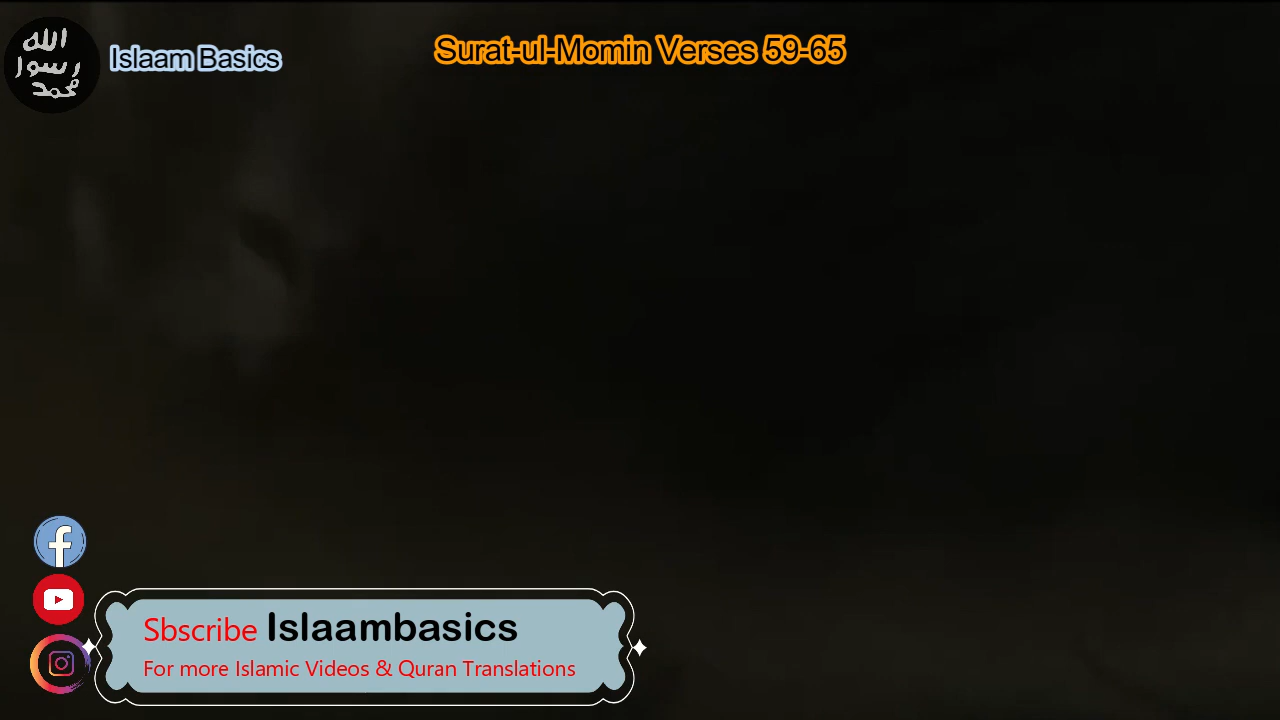 الله
رسول
محمد
Islaam Basics
Surat-ul-Momin Verses 59-65
Sbscribe Islaambasics
For more Islamic Videos & Quran Translations